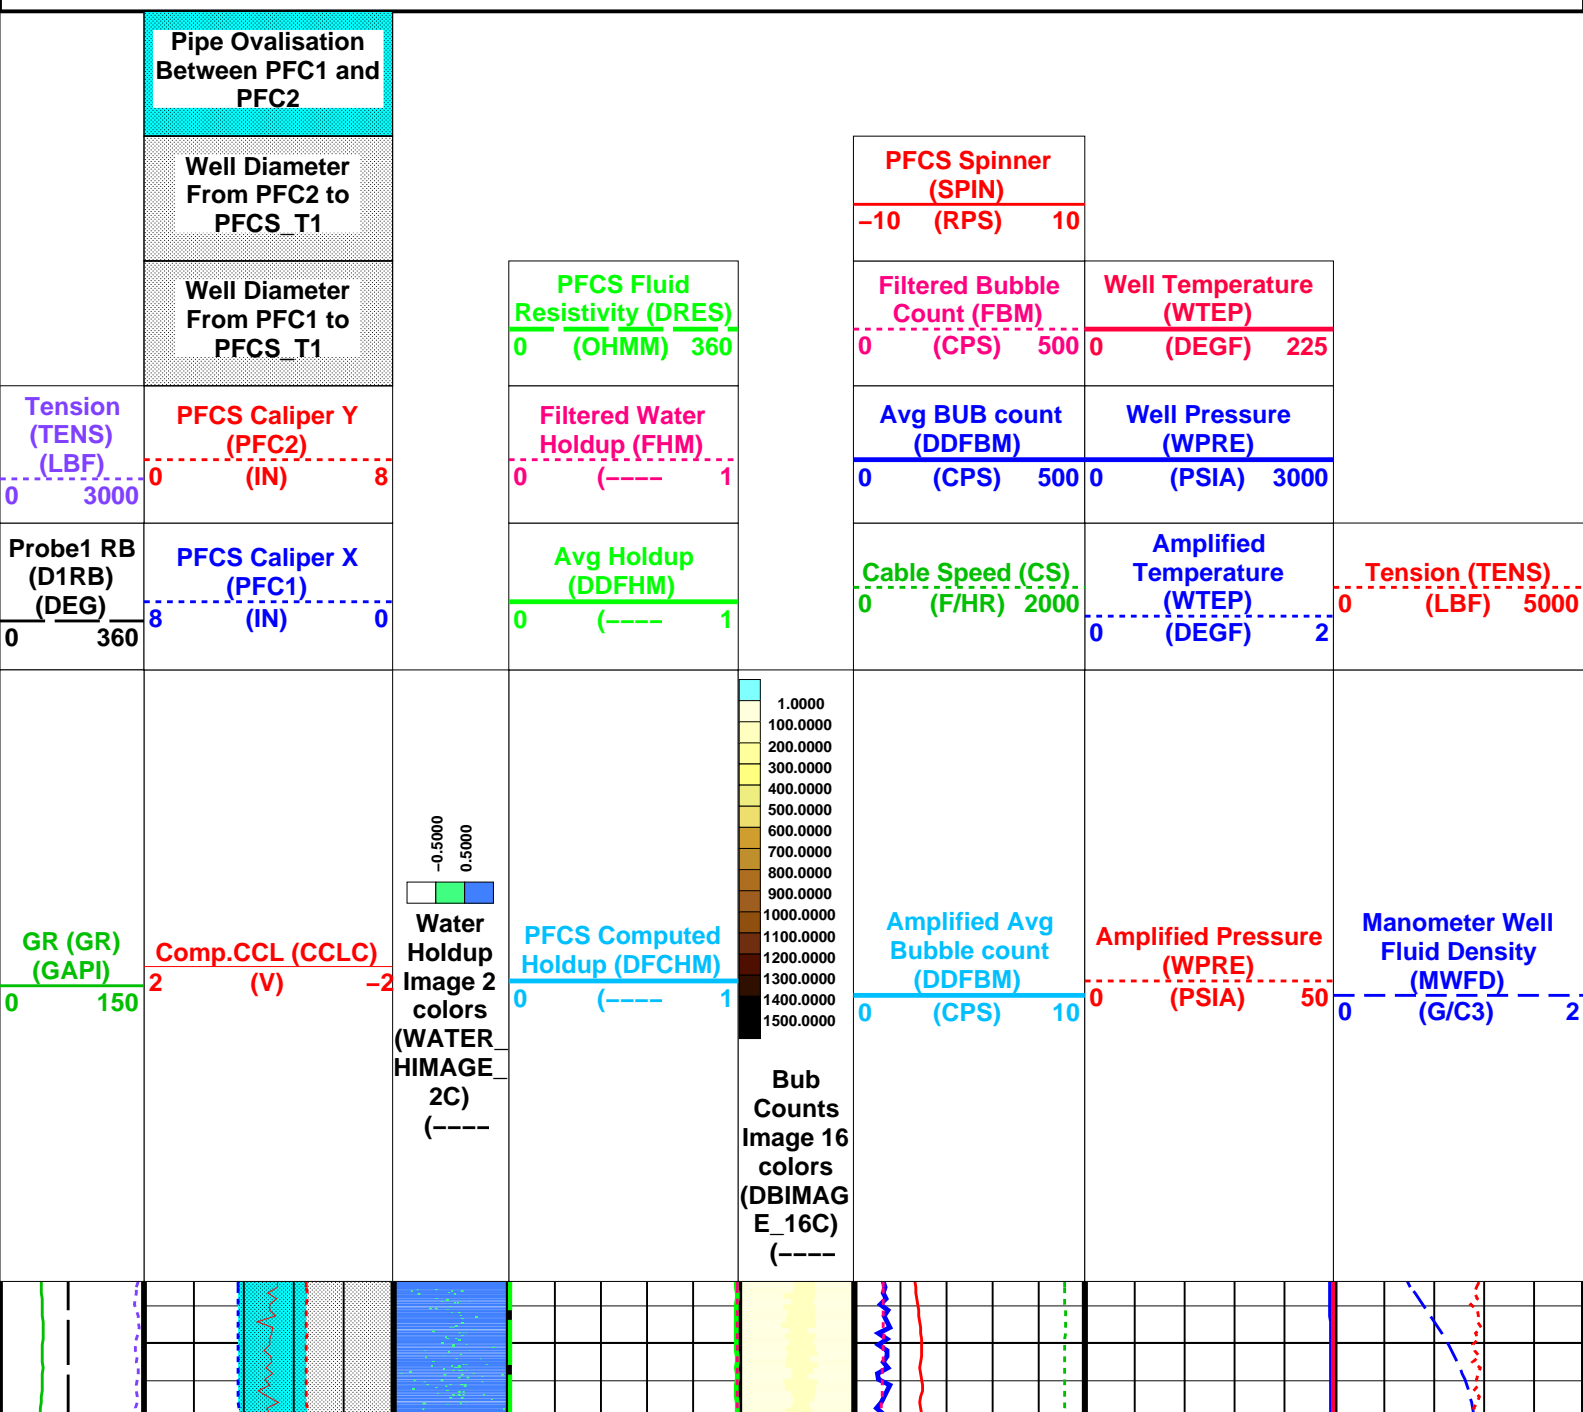 Pipe Ovalisation
Between PFC1 and
PFC2
Well Diameter
From PFC2 to
PFCS_T1
PFCS Spinner
(SPIN)
−10 (RPS) 10
Well Diameter
From PFC1 to
PFCS_T1
PFCS Fluid
Resistivity (DRES)
0 (OHMM) 360
Filtered Bubble
Count (FBM)
0 (CPS) 500
Well Temperature
(WTEP)
0 (DEGF) 225
Tension
(TENS)
(LBF)
0 3000
PFCS Caliper Y
(PFC2)
0 (IN) 8
Filtered Water
Holdup (FHM)
0 (−−−− 1
Avg BUB count
(DDFBM)
0 (CPS) 500
Well Pressure
(WPRE)
0 (PSIA) 3000
Probe1 RB
(D1RB)
(DEG)
0 360
PFCS Caliper X
(PFC1)
8 (IN) 0
Avg Holdup
(DDFHM)
0 (−−−− 1
Cable Speed (CS)
0 (F/HR) 2000
Amplified
Temperature
(WTEP)
0 (DEGF) 2
Tension (TENS)
0 (LBF) 5000
GR (GR)
(GAPI)
0 150
Comp.CCL (CCLC)
2 (V) −2
−0.5000
0.5000
Water
Holdup
Image 2
colors
(WATER_
HIMAGE_
2C)
(−−−−
PFCS Computed
Holdup (DFCHM)
0 (−−−− 1
1.0000
100.0000
200.0000
300.0000
400.0000
500.0000
600.0000
700.0000
800.0000
900.0000
1000.0000
1100.0000
1200.0000
1300.0000
1400.0000
1500.0000
Bub
Counts
Image 16
colors
(DBIMAG
E_16C)
(−−−−
Amplified Avg
Bubble count
(DDFBM)
0 (CPS) 10
Amplified Pressure
(WPRE)
0 (PSIA) 50
Manometer Well
Fluid Density
(MWFD)
0 (G/C3) 2